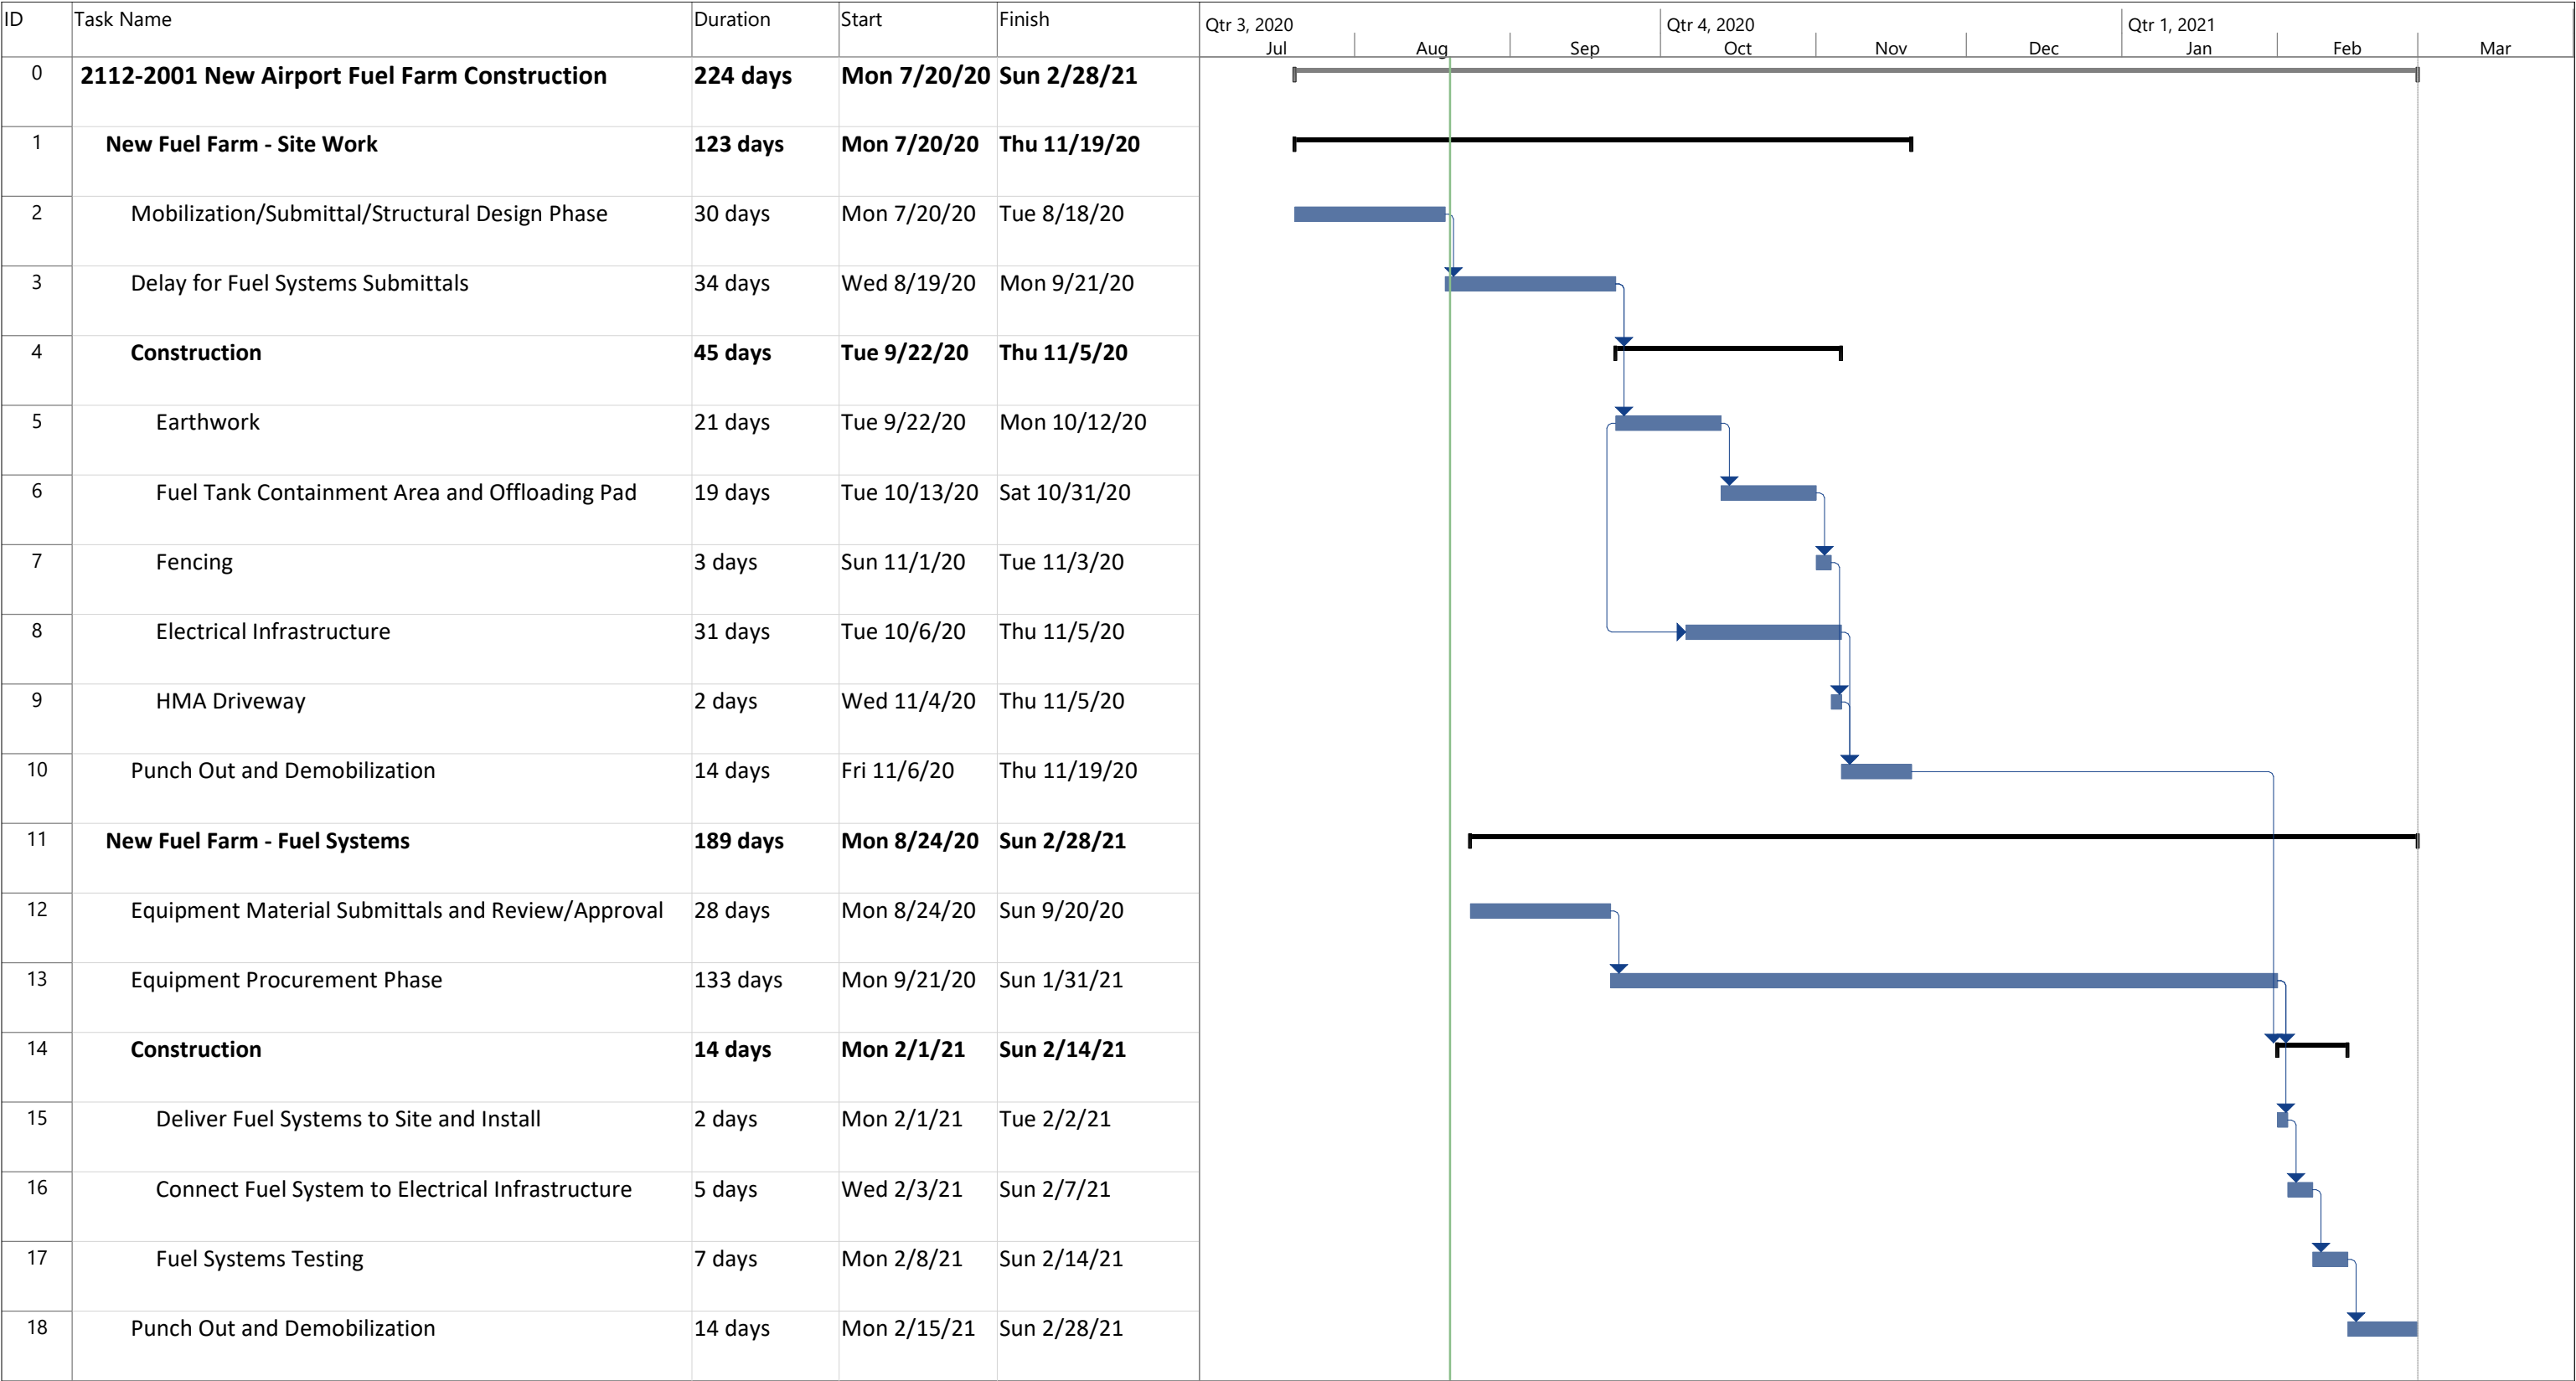 ID Task Name Duration Start Finish Qtr 3, 2020 Qtr 4, 2020 Qtr 1, 2021
Jul Aug Sep Oct Nov Dec Jan Feb Mar
0 2112-2001 New Airport Fuel Farm Construction 224 days Mon 7/20/20 Sun 2/28/21
1 New Fuel Farm - Site Work 123 days Mon 7/20/20 Thu 11/19/20
2 Mobilization/Submittal/Structural Design Phase 30 days Mon 7/20/20 Tue 8/18/20
3 Delay for Fuel Systems Submittals 34 days Wed 8/19/20 Mon 9/21/20
4 Construction 45 days Tue 9/22/20 Thu 11/5/20
5 Earthwork 21 days Tue 9/22/20 Mon 10/12/20
6 Fuel Tank Containment Area and Offloading Pad 19 days Tue 10/13/20 Sat 10/31/20
7 Fencing 3 days Sun 11/1/20 Tue 11/3/20
8 Electrical Infrastructure 31 days Tue 10/6/20 Thu 11/5/20
9 HMA Driveway 2 days Wed 11/4/20 Thu 11/5/20
10 Punch Out and Demobilization 14 days Fri 11/6/20 Thu 11/19/20
11 New Fuel Farm - Fuel Systems 189 days Mon 8/24/20 Sun 2/28/21
12 Equipment Material Submittals and Review/Approval 28 days Mon 8/24/20 Sun 9/20/20
13 Equipment Procurement Phase 133 days Mon 9/21/20 Sun 1/31/21
14 Construction 14 days Mon 2/1/21 Sun 2/14/21
15 Deliver Fuel Systems to Site and Install 2 days Mon 2/1/21 Tue 2/2/21
16 Connect Fuel System to Electrical Infrastructure 5 days Wed 2/3/21 Sun 2/7/21
17 Fuel Systems Testing 7 days Mon 2/8/21 Sun 2/14/21
18 Punch Out and Demobilization 14 days Mon 2/15/21 Sun 2/28/21